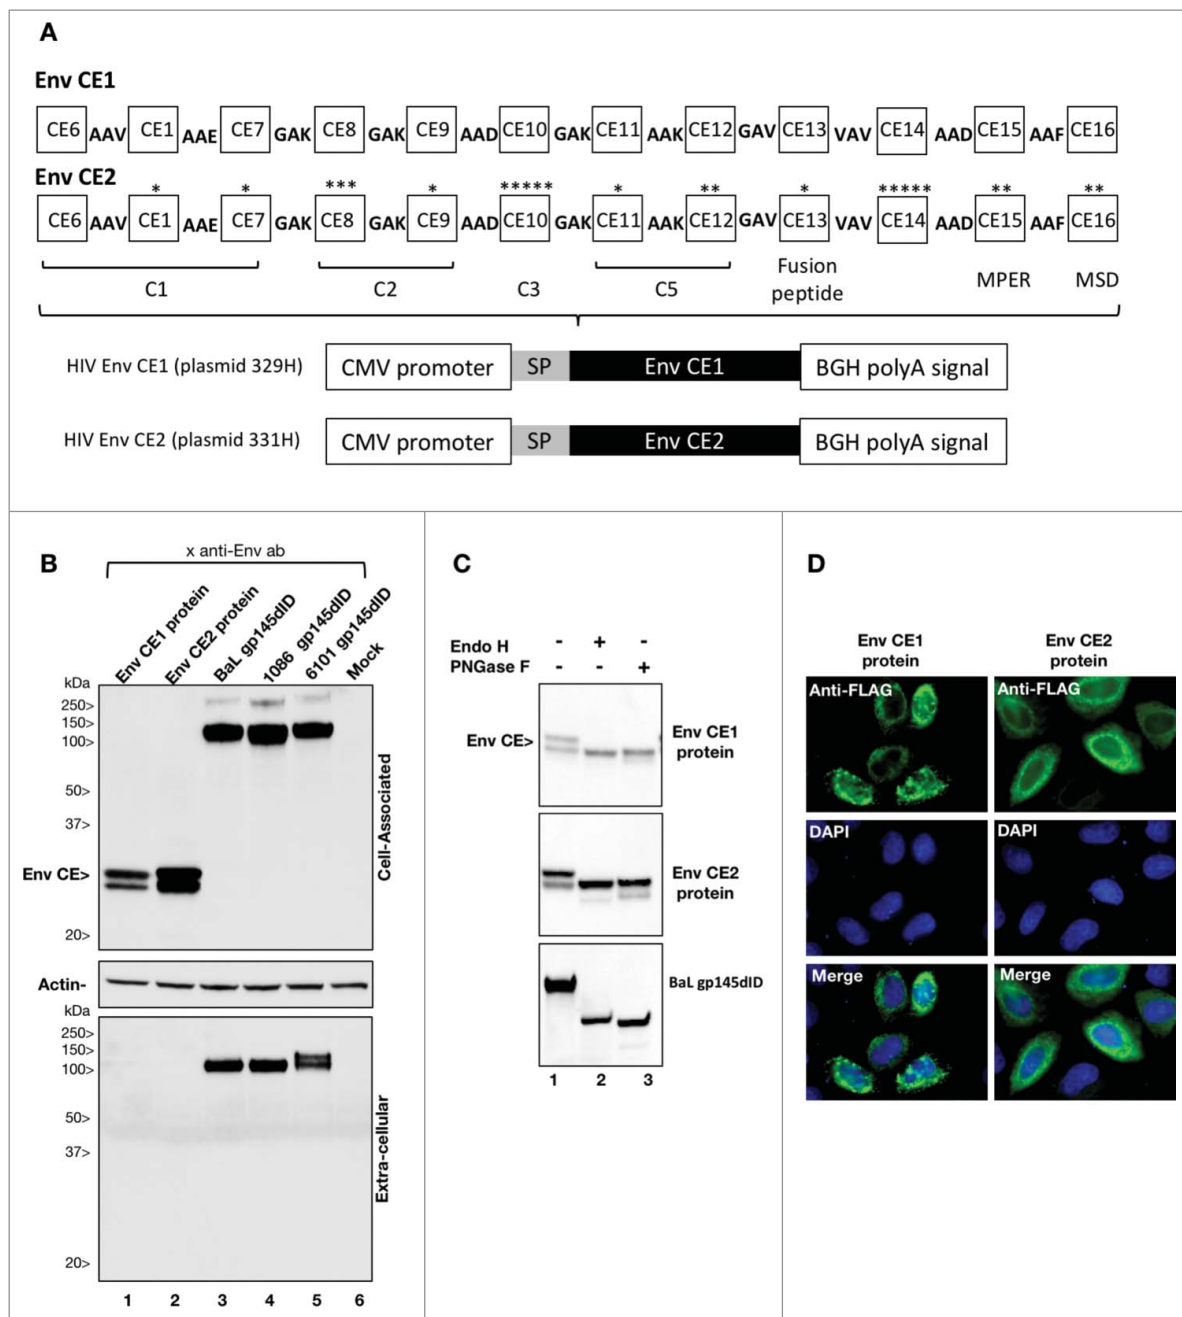 A
Env CE1
CE6 AAV CE1 AAE CE7 GAK CE8 GAK CE9 AAD CE10 GAK CE11 AAK CE12 GAV CE13 VAV CE14 AAD CE15 AAF CE16
Env CE2
* * *** * ***** * ** * ***** ** **
CE6 AAV CE1 AAE CE7 GAK CE8 GAK CE9 AAD CE10 GAK CE11 AAK CE12 GAV CE13 VAV CE14 AAD CE15 AAF CE16
C1 C2 C3 C5 Fusion MPER MSD
peptide
HIV Env CE1 (plasmid 329H) CMV promoter SP Env CE1 BGH polyA signal
HIV Env CE2 (plasmid 331H) CMV promoter SP Env CE2 BGH polyA signal
B
x anti-Env ab
Env CE1 protein
Env CE2 protein
BaL gp145dID
1086 gp145dID
6101 gp145dID
Mock
kDa
250>
150>
100>
50>
37>
Env CE>
20>
Cell-Associated
Actin-
kDa
250>
150>
100>
50>
37>
20>
Extra-cellular
1 2 3 4 5 6
C
Endo H - + -
PNGase F - - +
Env CE> Env CE1
protein
Env CE2
protein
BaL gp145dID
1 2 3
D
Env CE1
protein
Env CE2
protein
Anti-FLAG Anti-FLAG
DAPI DAPI
Merge Merge